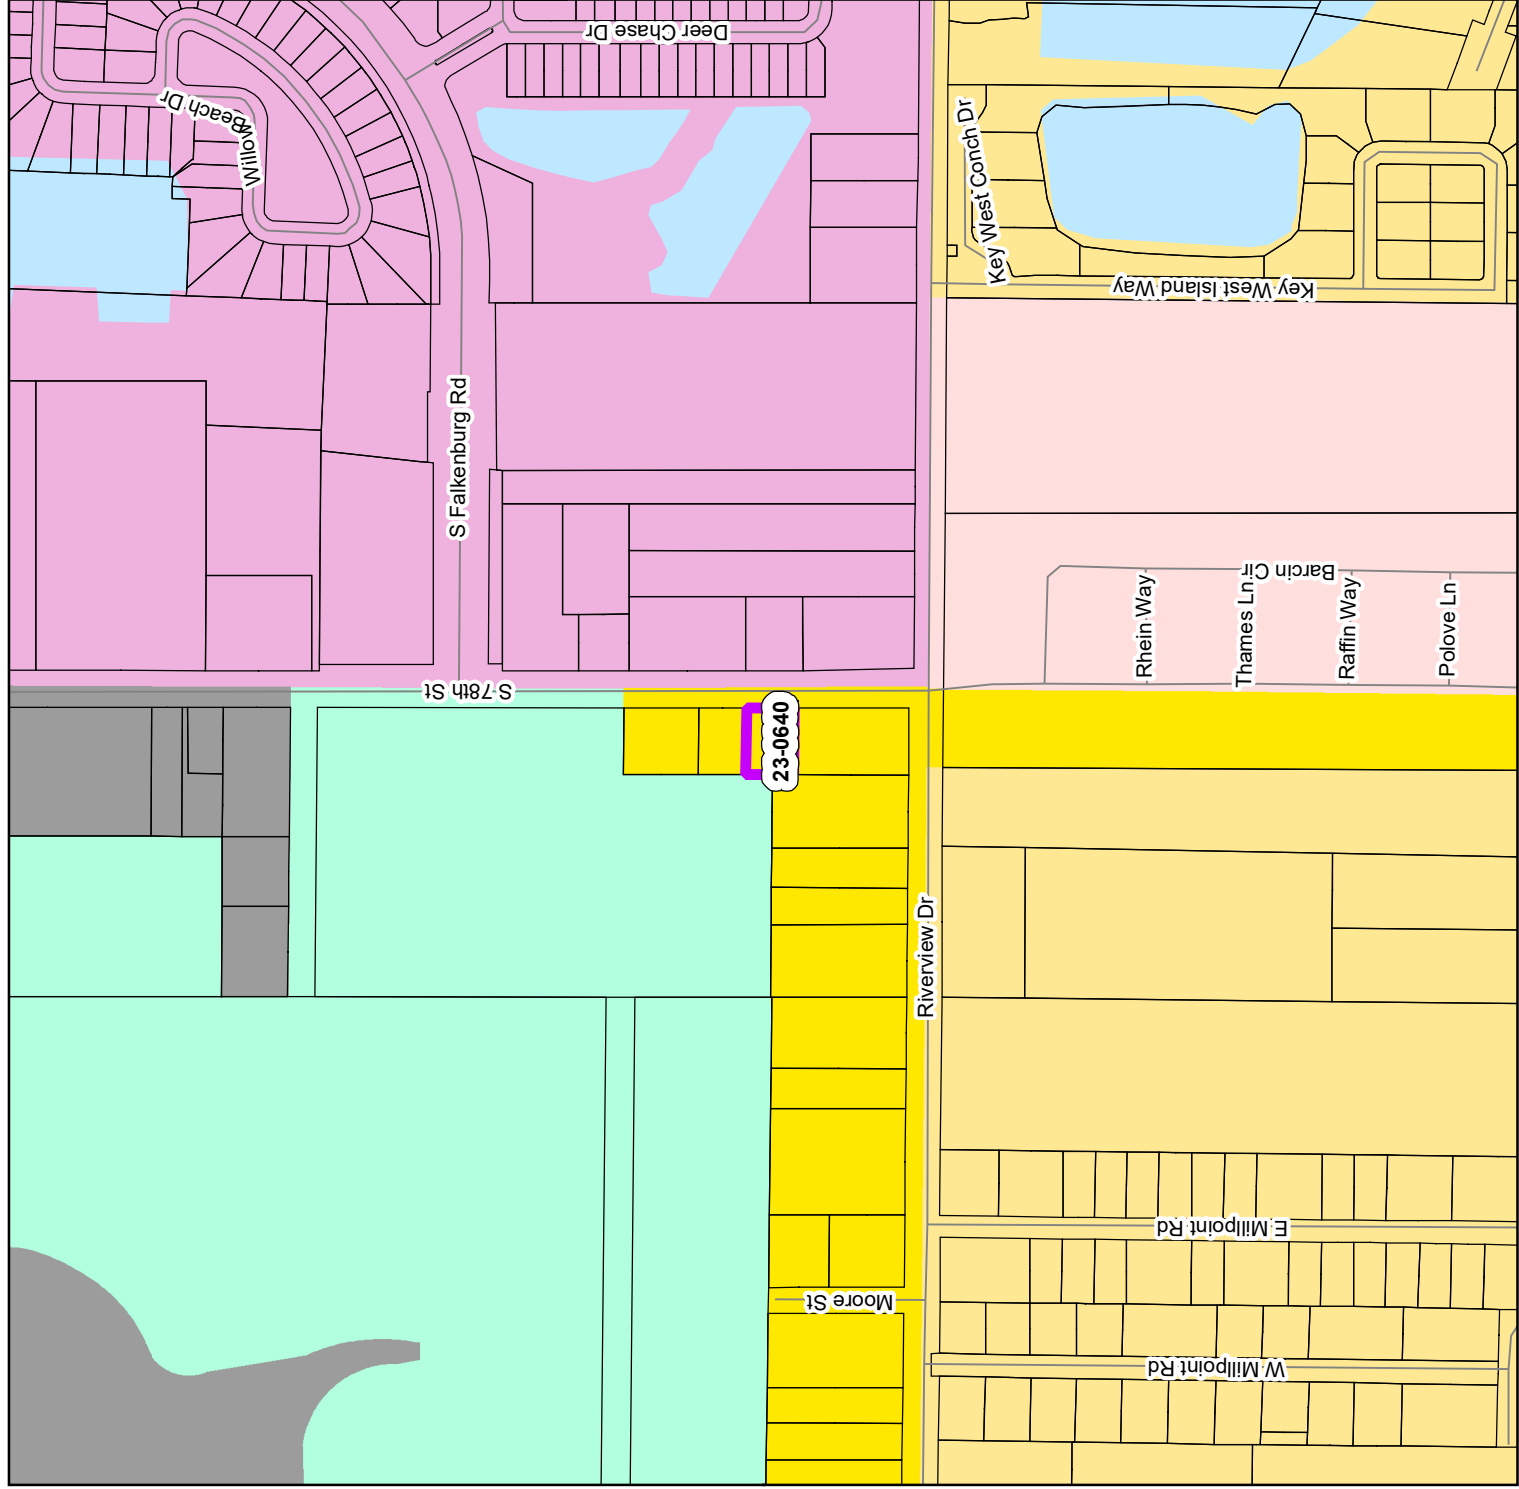 Deer Chase Dr
Willow
Beach Dr
Key West Conch Dr
Key West Island Way
S Falkenburg Rd
Barcin Cir
Rhein Way
Thames Ln
Raffin Way
Polove Ln
S 78th St
23-0640
Riverview Dr
E Millpoint Rd
Moore St
W Millpoint Rd